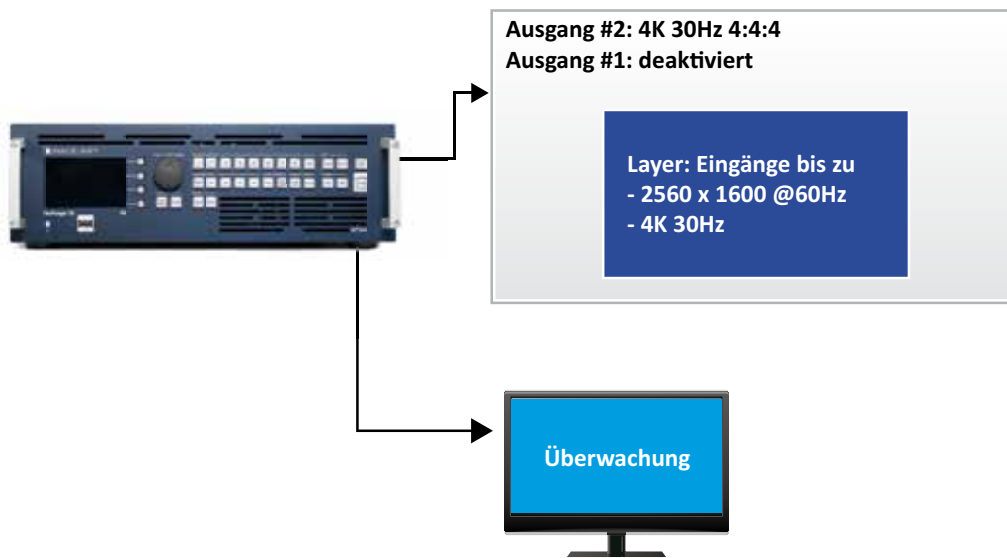 Ausgang #2: 4K 30Hz 4:4:4
Ausgang #1: deaktiviert
Layer: Eingänge bis zu
- 2560 x 1600 @60Hz
- 4K 30Hz
Überwachung